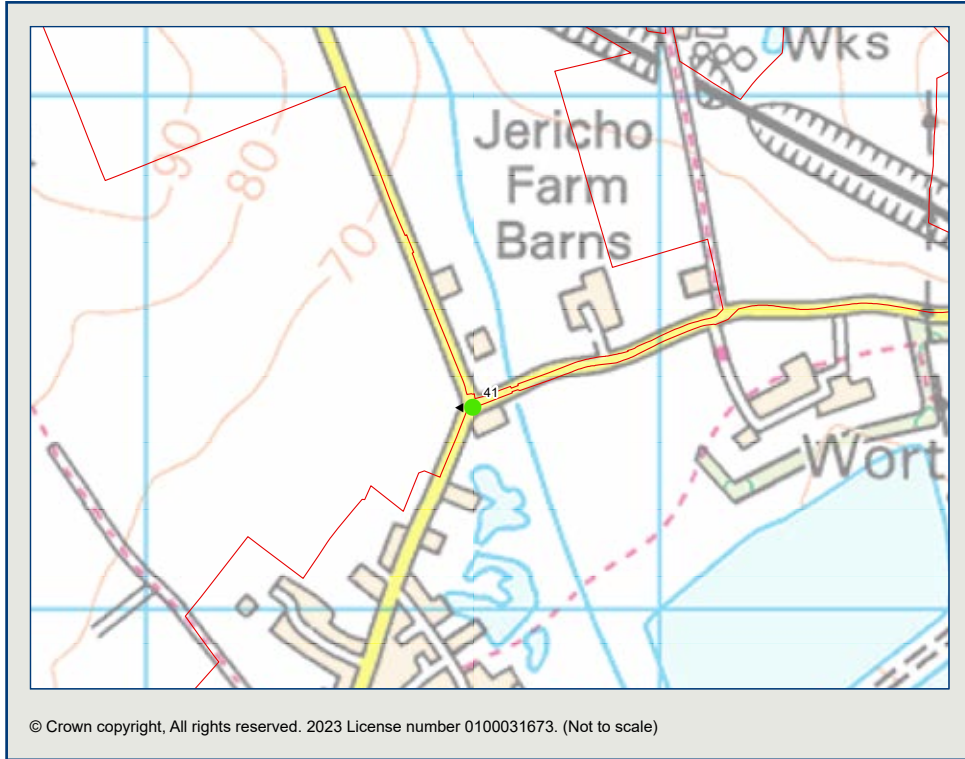 Wks
Jericho
Farm
Barns
90
80
70
41
Wort
© Crown copyright, All rights reserved. 2023 License number 0100031673. (Not to scale)